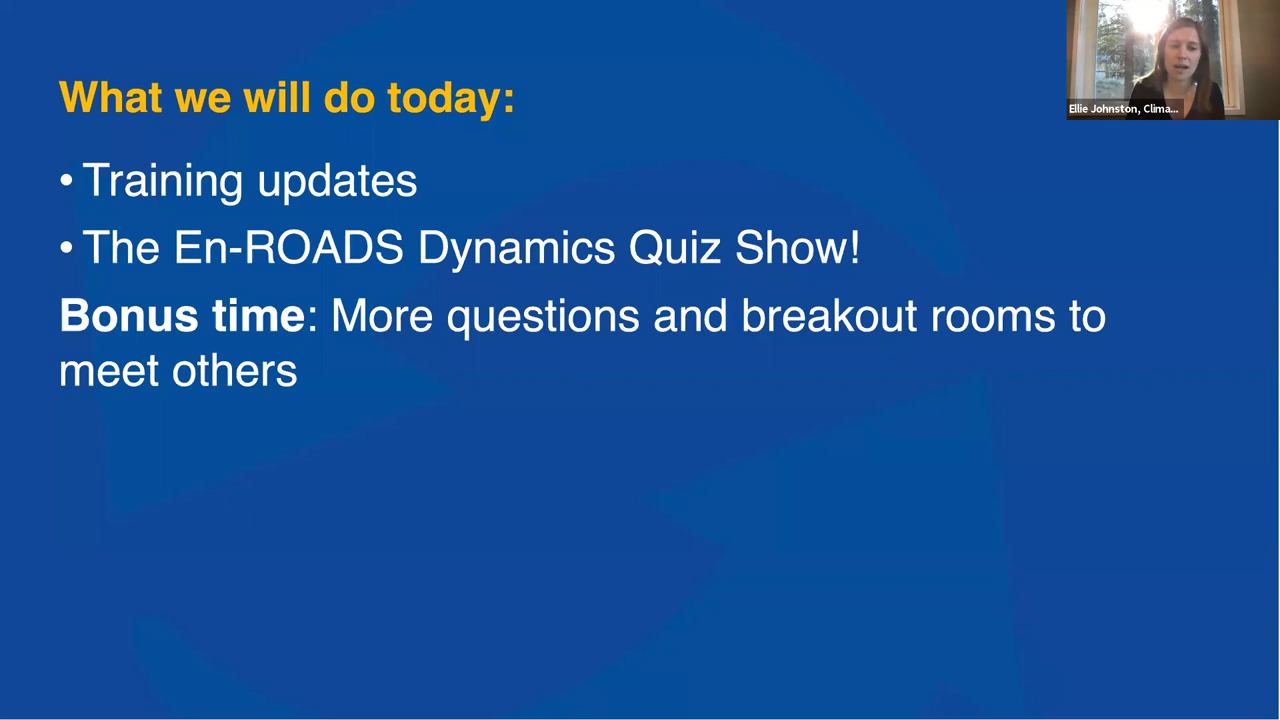 What we will do today:
• Training updates
• The En-ROADS Dynamics Quiz Show!
Bonus time: More questions and breakout rooms to
meet others
Ellie Johnston, Clima...